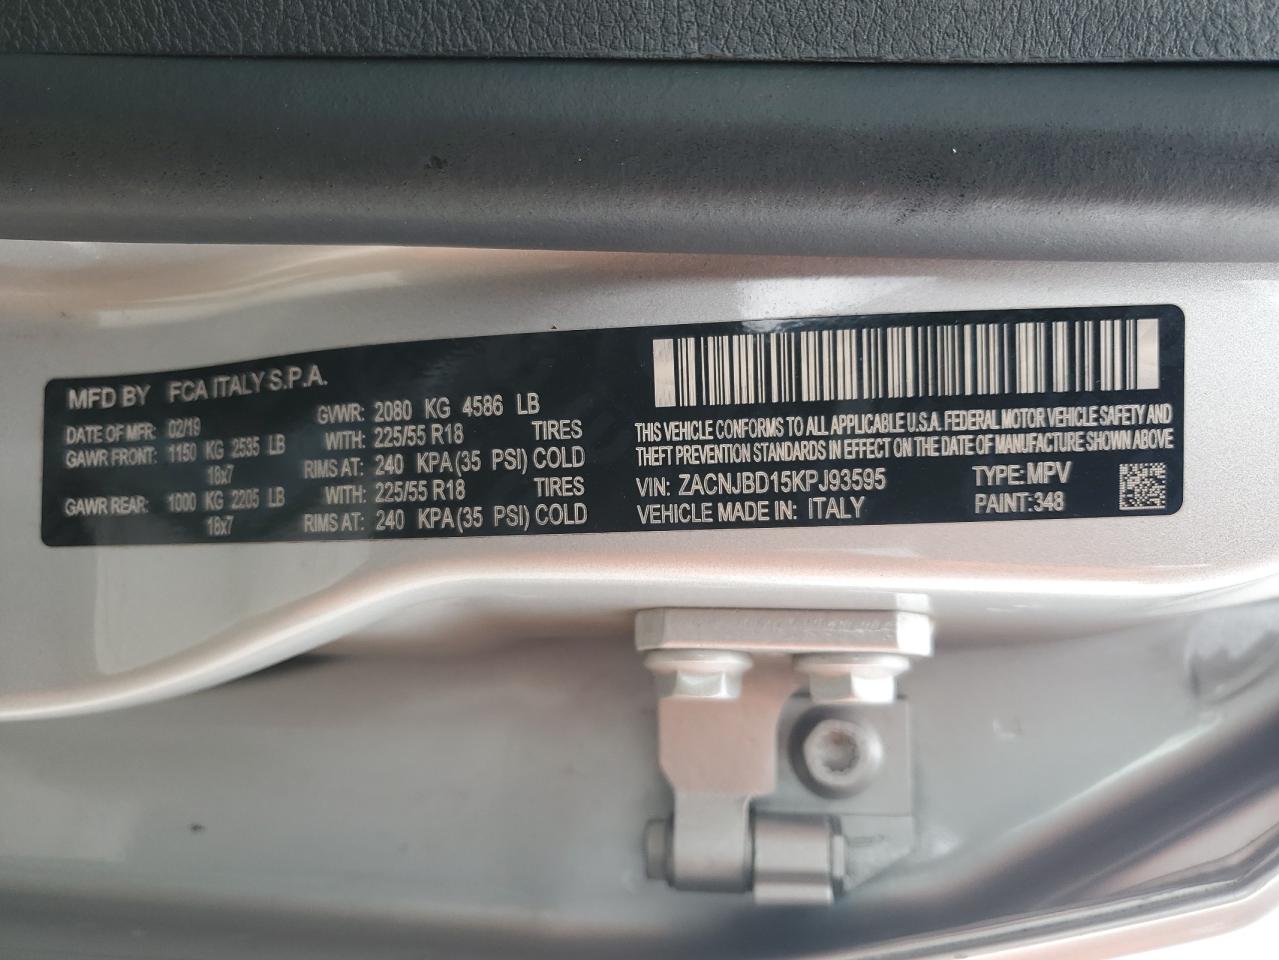 MFD BY FCA ITALY S.P.A.
DATE OF MFR: 02/19 GVWR: 2080 KG 4586 LB
GAWR FRONT: 1150 KG 2535 LB WITH: 225/55 R18 TIRES
18x7 RIMS AT: 240 KPA(35 PSI) COLD
GAWR REAR: 1000 KG 2205 LB WITH: 225/55 R18 TIRES
18x7 RIMS AT: 240 KPA(35 PSI) COLD
THIS VEHICLE CONFORMS TO ALL APPLICABLE U.S.A. FEDERAL MOTOR VEHICLE SAFETY AND
THEFT PREVENTION STANDARDS IN EFFECT ON THE DATE OF MANUFACTURE SHOWN ABOVE
VIN: ZACNJBD15KPJ93595 TYPE: MPV
VEHICLE MADE IN: ITALY PAINT:348